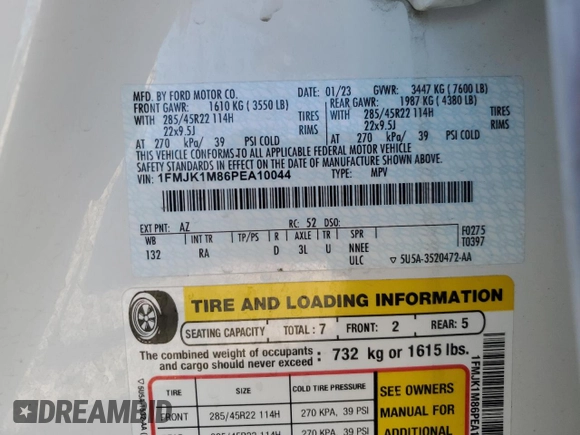 MFD. BY FORD MOTOR CO. 01/23 GVWR: 3447 KG ( 7600 LB)
FRONT GAWR: 1610 KG ( 3550 LB) REAR GAWR: 1987 KG ( 4380 LB)
WITH 285/45R22 114H TIRES WITH 285/45R22 114H TIRES
22x9.5J RIMS 22x9.5J RIMS
AT 270 kPa/ 39 PSI COLD AT 270 kPa/ 39 PSI COLD
THIS VEHICLE CONFORMS TO ALL APPLICABLE FEDERAL MOTOR VEHICLE
SAFETY STANDARDS IN EFFECT ON THE DATE OF MANUFACTURE SHOWN ABOVE.
VIN: 1FMJK1M86PEA10044 TYPE: MPV
EXT PNT: AZ RC: 52 DSO: F0275
WB INT TR TP/PS R AXLE TR SPR T0397
132 RA D 3L U NNEE
ULC ▽ 5U5A-3520472-AA
TIRE AND LOADING INFORMATION
SEATING CAPACITY TOTAL: 7 FRONT: 2 REAR: 5
The combined weight of occupants
and cargo should never exceed : 732 kg or 1615 lbs.
TIRE SIZE COLD TIRE PRESSURE
FRONT 285/45R22 114H 270 KPA, 39 PSI
285/45R22 114H 270 KPA, 39 PSI
SEE OWNERS
MANUAL FOR
ADDITIONAL
1FMJK1M86PEA1
DREAMBID